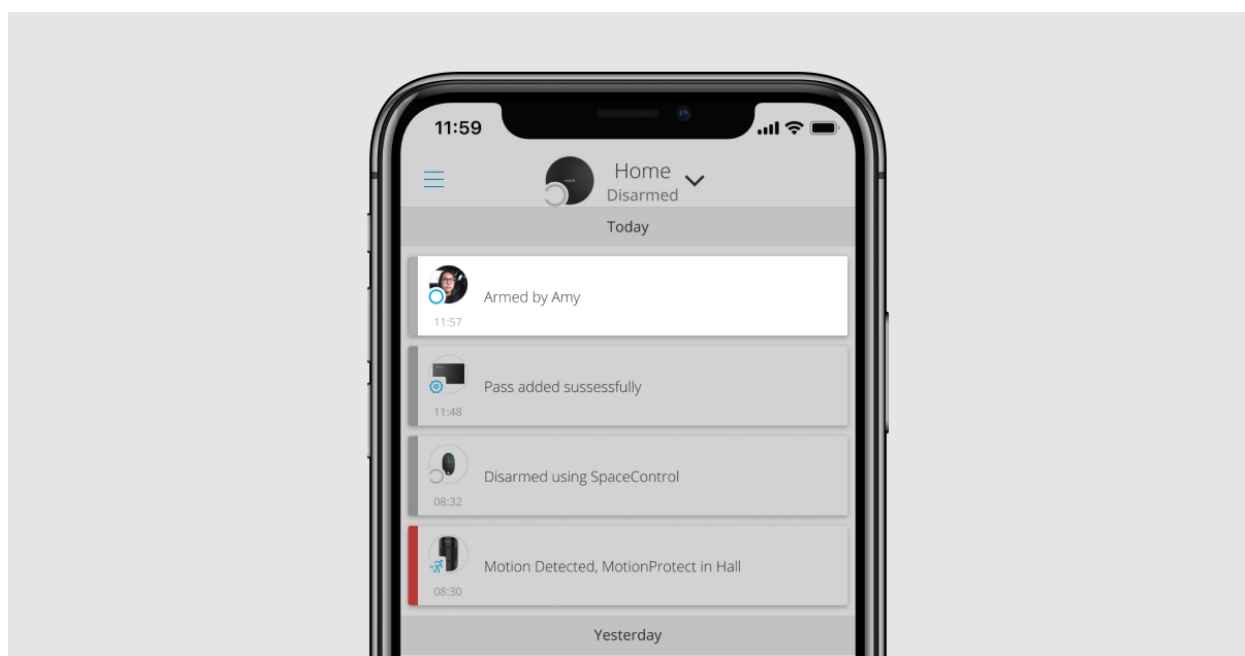 11:59
Home
Disarmed
Today
Armed by Amy
11:57
Pass added sussessfully
11:48
Disarmed using SpaceControl
08:32
Motion Detected, MotionProtect in Hall
08:30
Yesterday